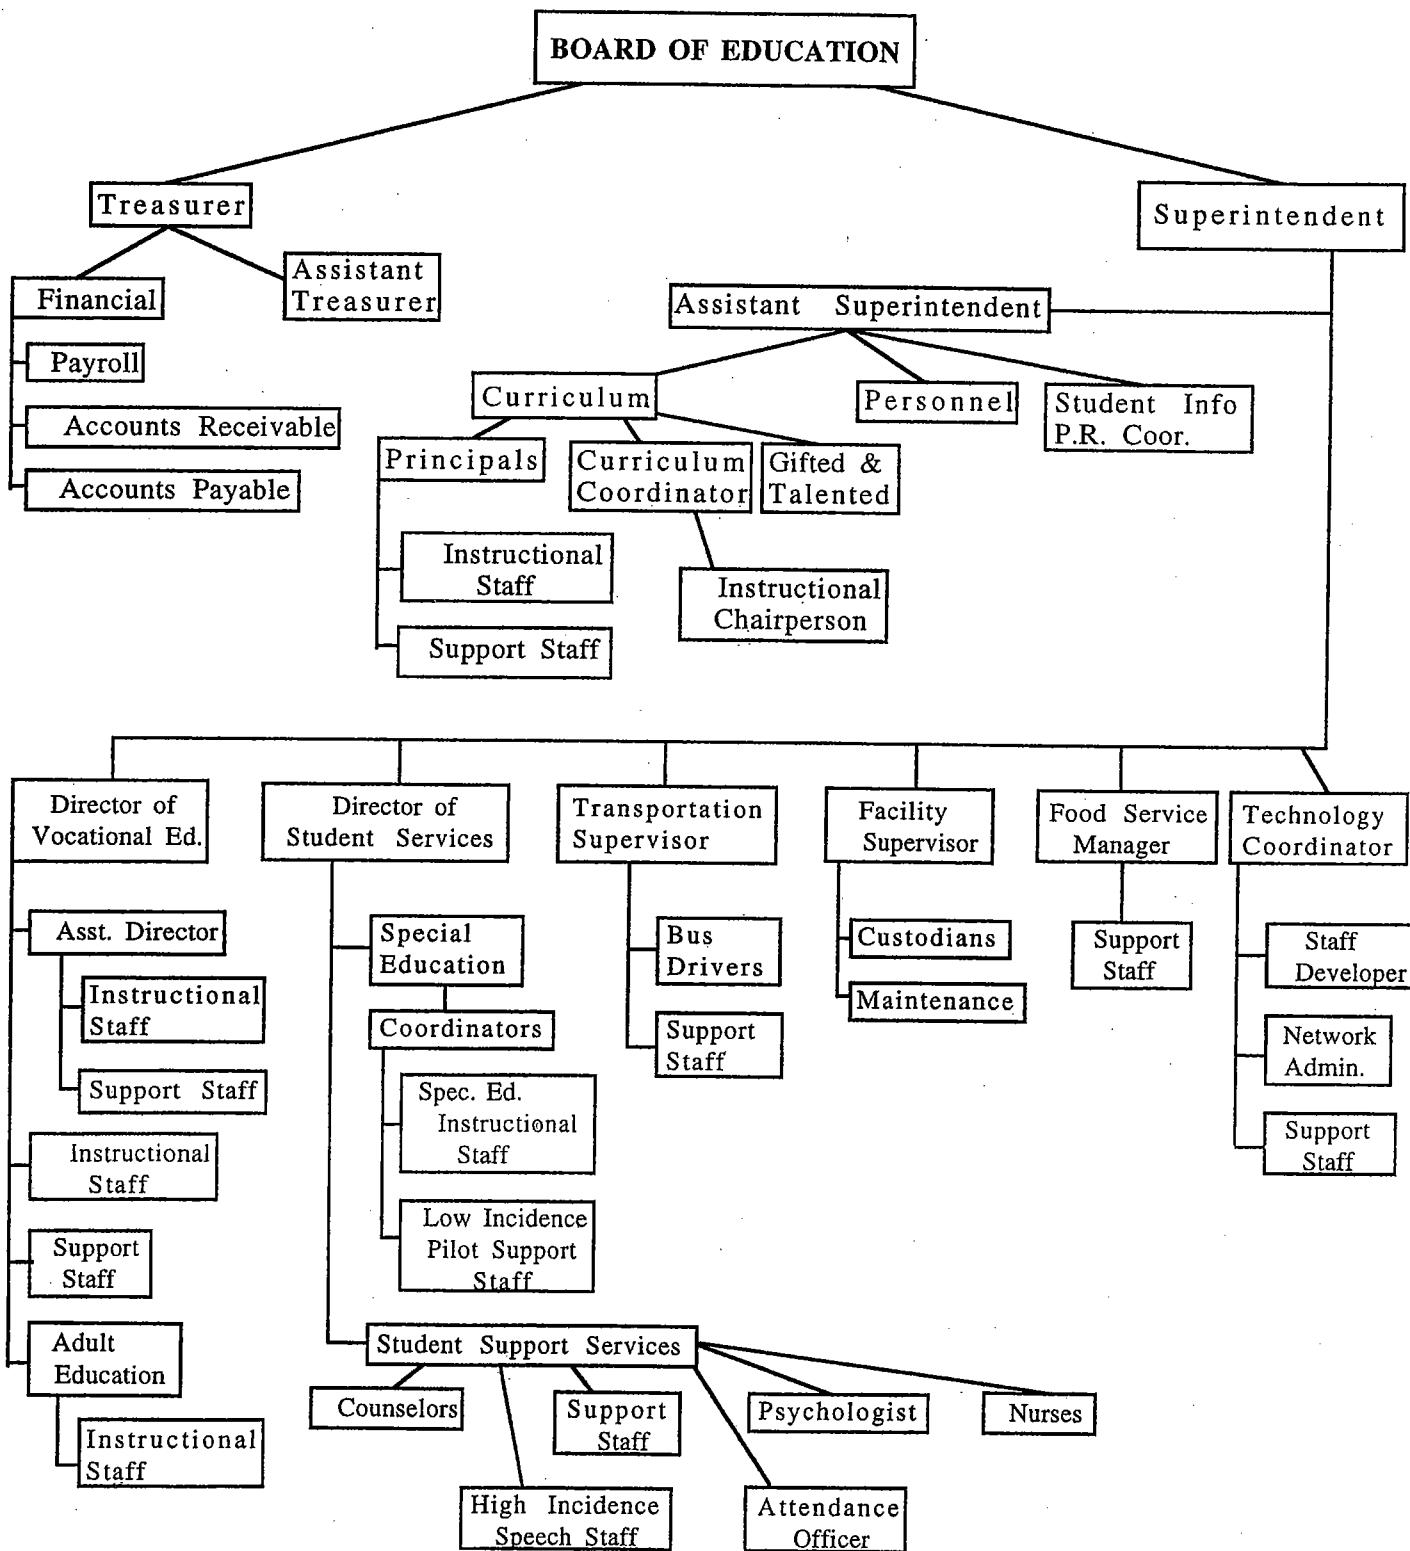 BOARD OF EDUCATION
Treasurer
Superintendent
Financial
Assistant
Treasurer
Payroll
Accounts Receivable
Accounts Payable
Assistant Superintendent
Curriculum
Personnel
Student Info
P.R. Coor.
Principals
Curriculum
Coordinator
Gifted &
Talented
Instructional
Staff
Support Staff
Instructional
Chairperson
Director of
Vocational Ed.
Director of
Student Services
Transportation
Supervisor
Facility
Supervisor
Food Service
Manager
Technology
Coordinator
Asst. Director
Instructional
Staff
Support Staff
Instructional
Staff
Support
Staff
Adult
Education
Instructional
Staff
Special
Education
Coordinators
Spec. Ed.
Instructional
Staff
Low Incidence
Pilot Support
Staff
Student Support Services
Counselors
High Incidence
Speech Staff
Support
Staff
Attendance
Officer
Psychologist
Nurses
Bus
Drivers
Support
Staff
Custodians
Maintenance
Support
Staff
Staff
Developer
Network
Admin.
Support
Staff